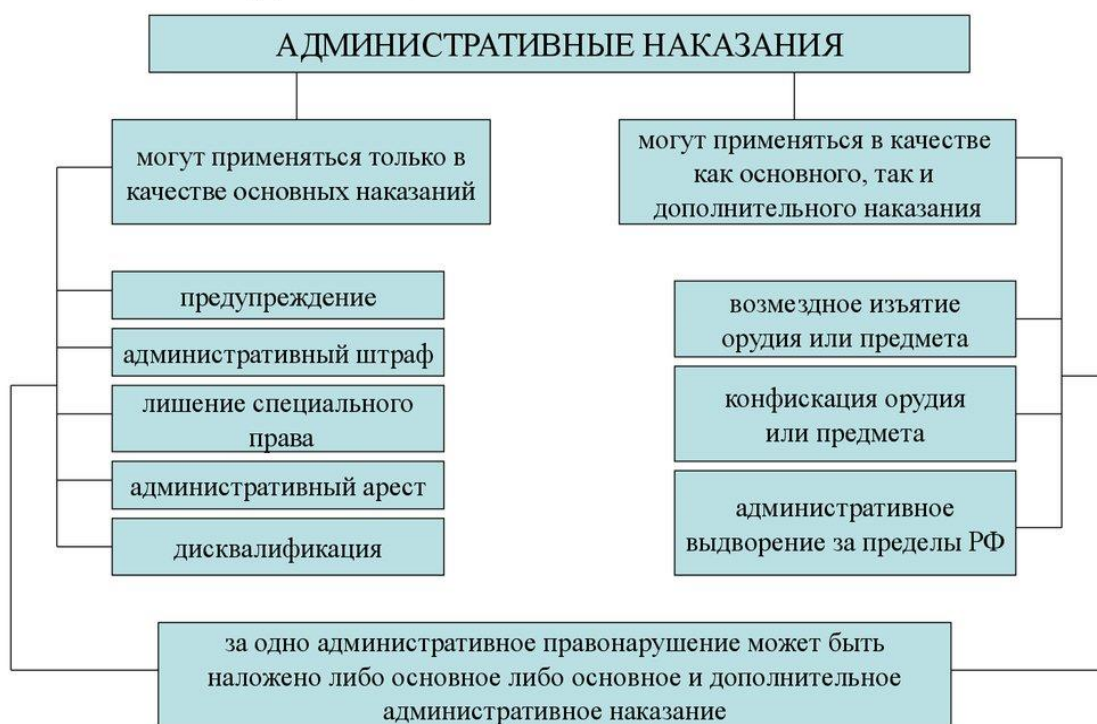 АДМИНИСТРАТИВНЫЕ НАКАЗАНИЯ
могут применяться только в
качестве основных наказаний
могут применяться в качестве
как основного, так и
дополнительного наказания
предупреждение
административный штраф
лишение специального
права
административный арест
дисквалификация
возмездное изъятие
орудия или предмета
конфискация орудия
или предмета
административное
выдворение за пределы РФ
за одно административное правонарушение может быть
наложено либо основное либо основное и дополнительное
административное наказание